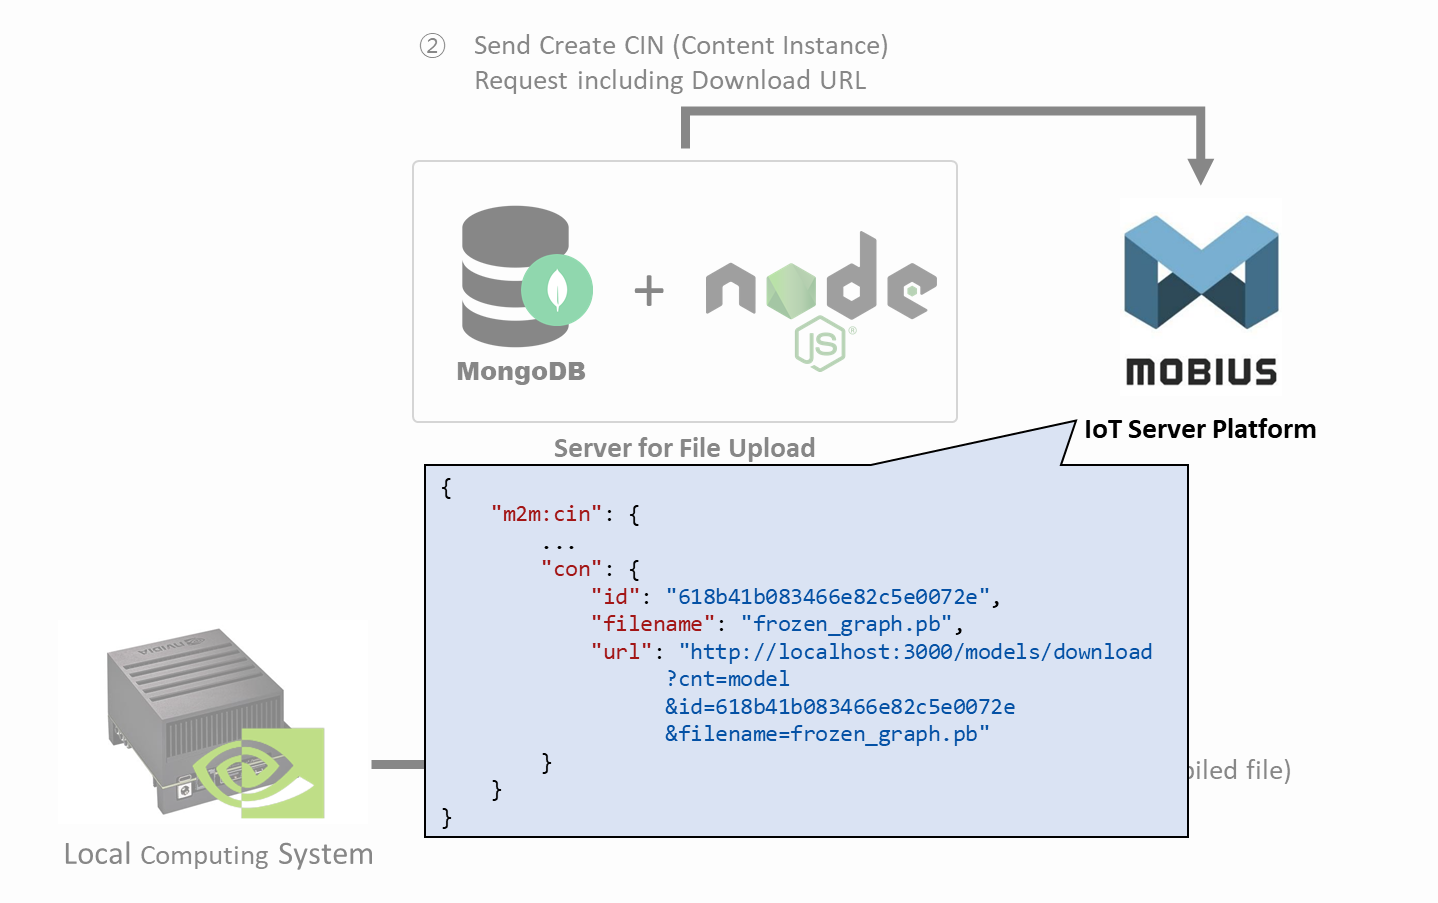 ② Send Create CIN (Content Instance)
Request including Download URL
+
node
JS®
MongoDB
MOBIUS
IoT Server Platform
Server for File Upload
{
"m2m:cin": {
...
"con": {
"id": "618b41b083466e82c5e0072e",
"filename": "frozen_graph.pb",
"url": "http://localhost:3000/models/download
?cnt=model
&id=618b41b083466e82c5e0072e
&filename=frozen_graph.pb"
}
}
}
NVIDIA
file)
Local Computing System